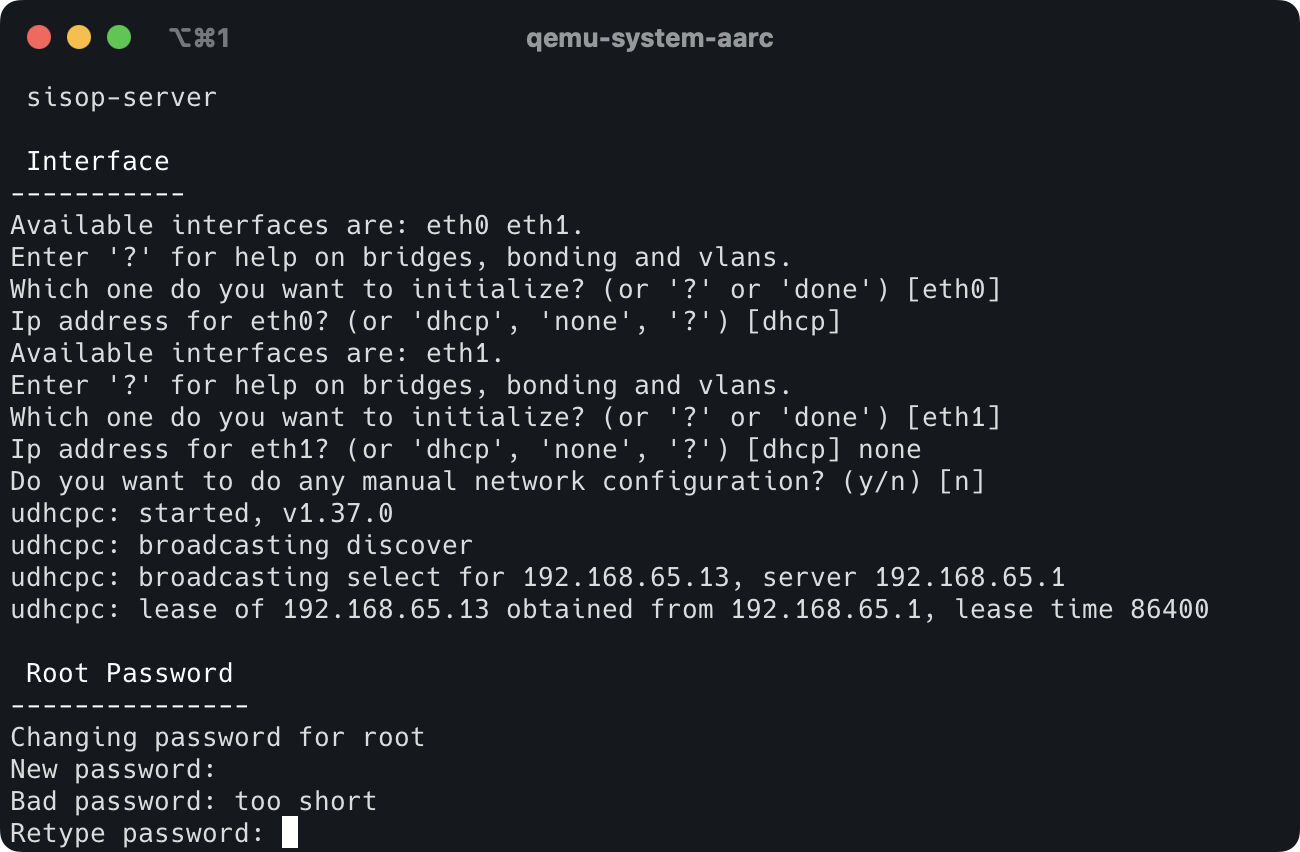 ⌥⌘1
qemu-system-aarc
sisop-server
Interface
-----------
Available interfaces are: eth0 eth1.
Enter '?' for help on bridges, bonding and vlans.
Which one do you want to initialize? (or '?' or 'done') [eth0]
Ip address for eth0? (or 'dhcp', 'none', '?') [dhcp]
Available interfaces are: eth1.
Enter '?' for help on bridges, bonding and vlans.
Which one do you want to initialize? (or '?' or 'done') [eth1]
Ip address for eth1? (or 'dhcp', 'none', '?') [dhcp] none
Do you want to do any manual network configuration? (y/n) [n]
udhcpc: started, v1.37.0
udhcpc: broadcasting discover
udhcpc: broadcasting select for 192.168.65.13, server 192.168.65.1
udhcpc: lease of 192.168.65.13 obtained from 192.168.65.1, lease time 86400
Root Password
---------------
Changing password for root
New password:
Bad password: too short
Retype password: